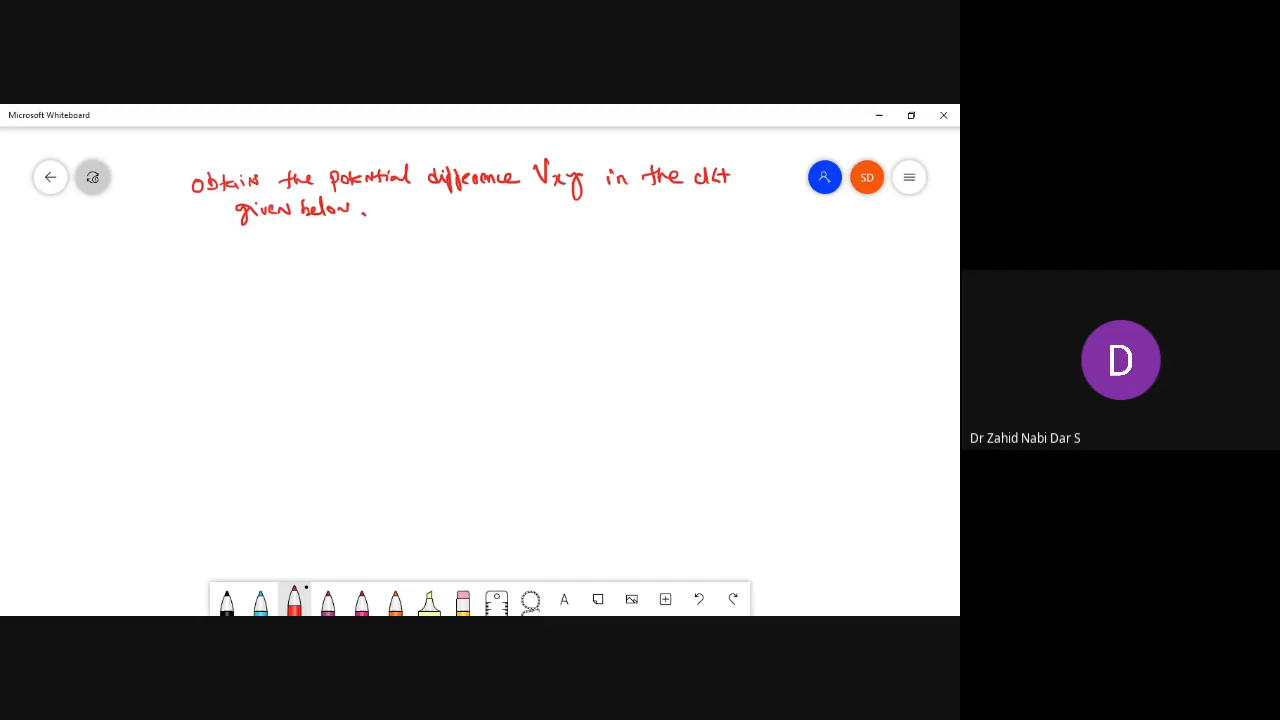 Microsoft Whiteboard
Obtain the potential difference Vxy in the ckt
given below.
SD
A
D
Dr Zahid Nabi Dar S